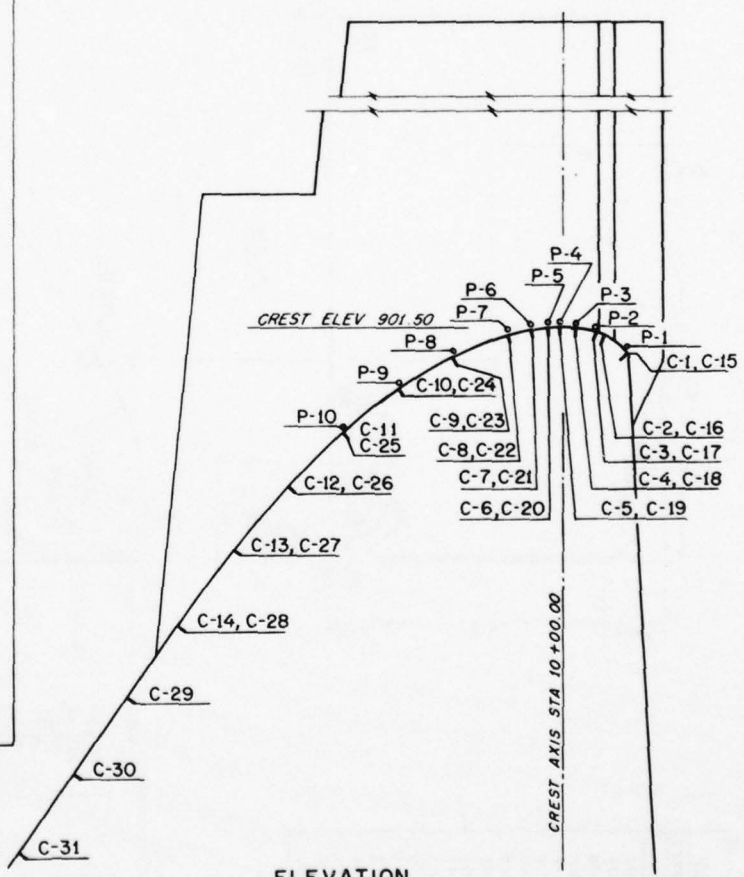 P-4
P-5
P-6
P-3
CREST ELEV 901.50
P-7
P-2
P-1
P-8
C-1, C-15
P-9
C-10, C-24
P-10
C-11
C-25
C-9, C-23
C-2, C-16
C-8, C-22
C-3, C-17
C-12, C-26
C-7, C-21
C-4, C-18
C-6, C-20
C-5, C-19
C-13, C-27
C-14, C-28
CREST AXIS STA 10+00.00
C-29
C-30
C-31
ELEVATION